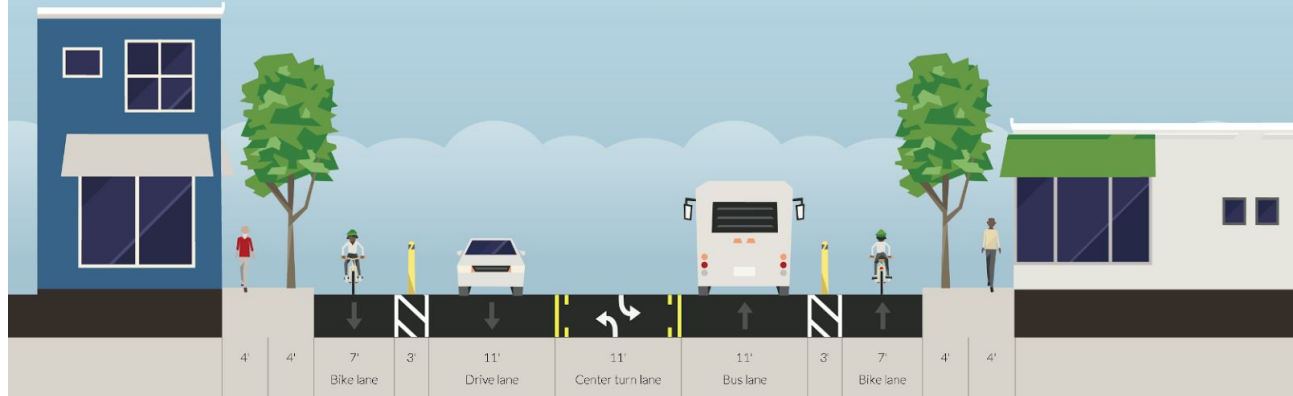 4' 4' 7' 3' 11' 11' 11' 3' 7' 4' 4'
Bike lane Drive lane Center turn lane Bus lane Bike lane